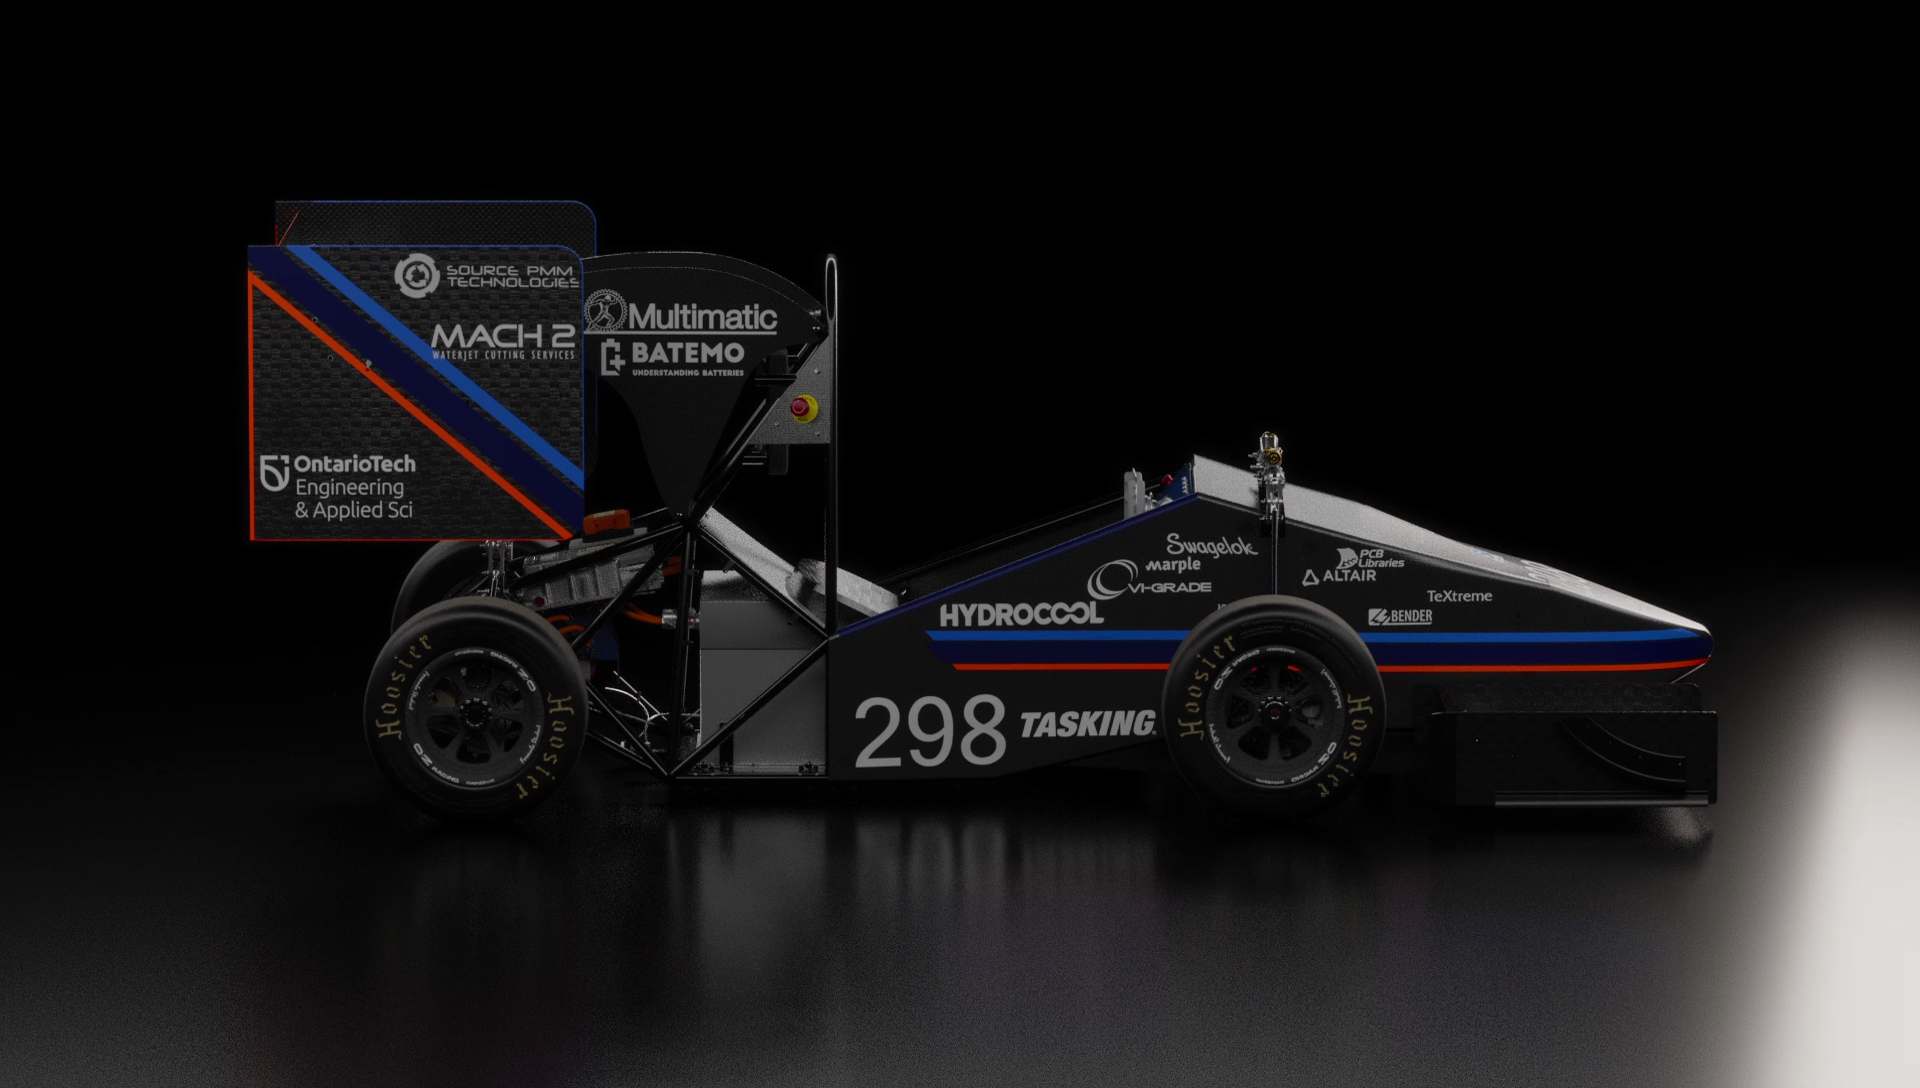 SOURCE PMM
TECHNOLOGIES
MACH 2
WATERJET CUTTING SERVICES
OntarioTech
Engineering
& Applied Sci
Multimatic
BATEMO
UNDERSTANDING BATTERIES
Swagelok
marple
VI-GRADE
HYDROCOOL
PCB
Libraries
ALTAIR
TeXtreme
BENDER
298
TASKING
Hoosier
Hoosier
Hoosier
Hoosier